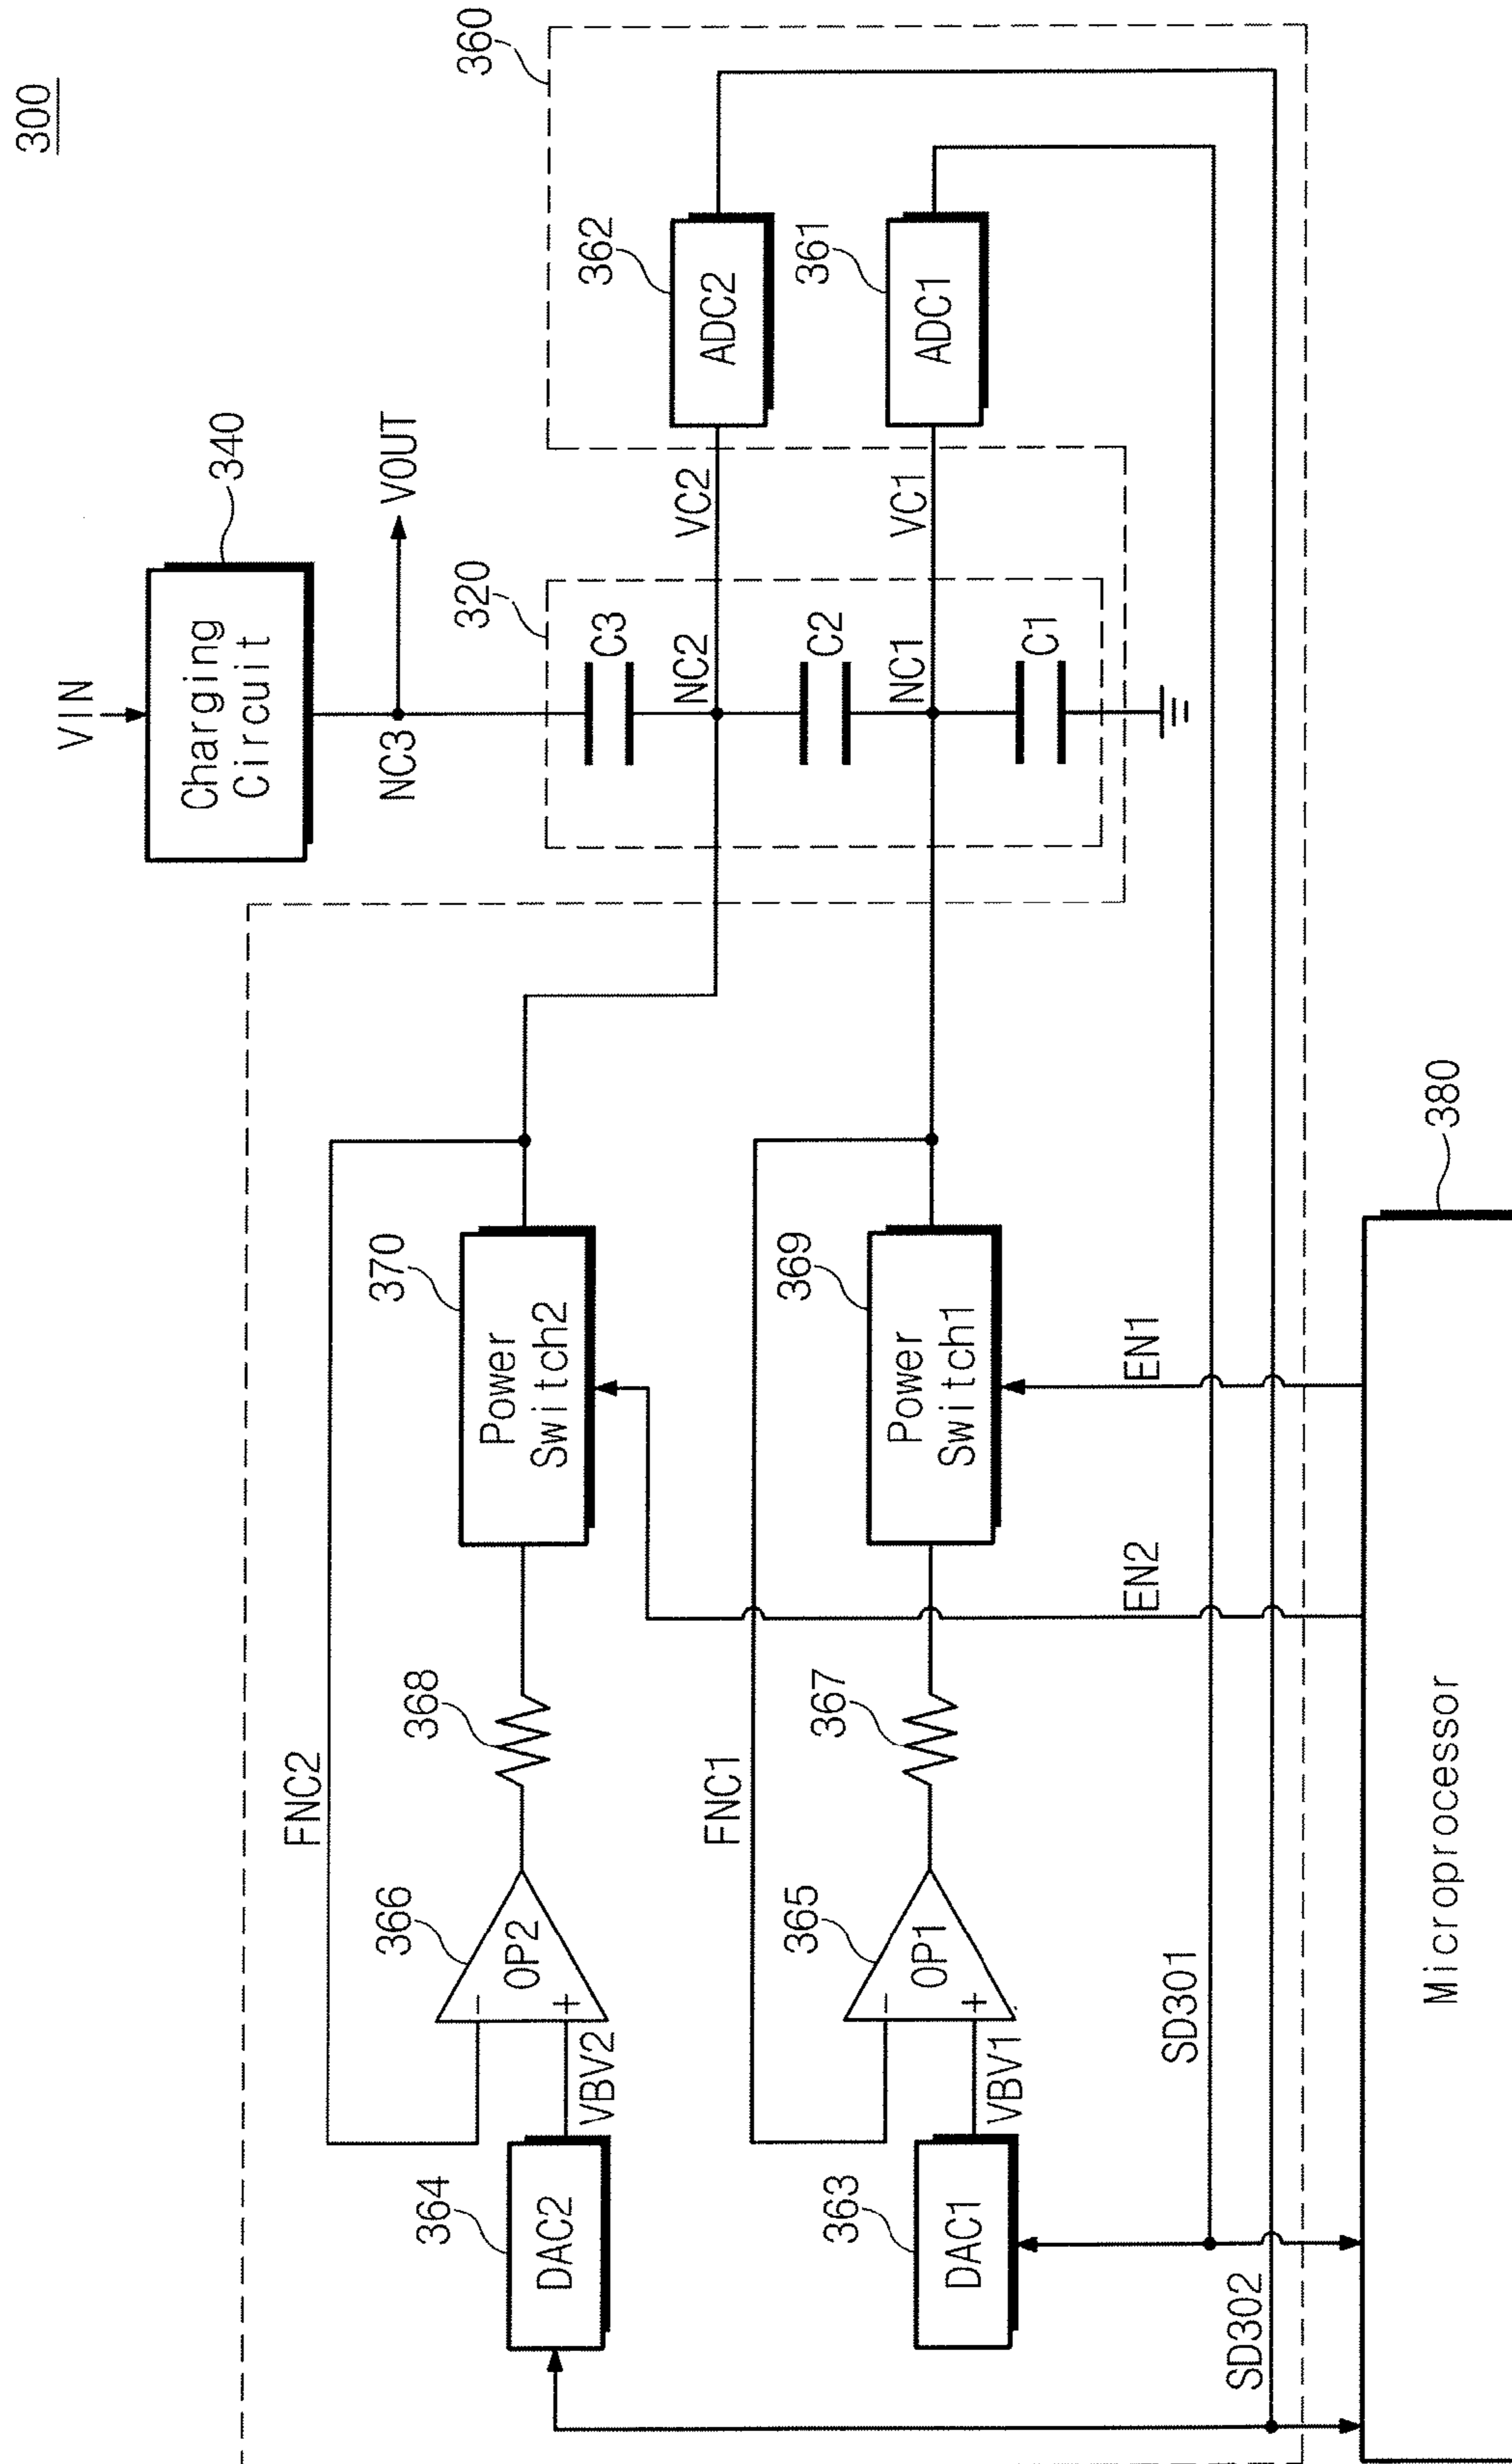 300
VIN
Charging
Circuit
340
NC3
VOUT
360
320
C3
NC2
VC2
362
ADC2
C2
NC1
VC1
361
ADC1
C1
FNC2
364
DAC2
VBV2
366
OP2
-
+
368
370
Power
Switch2
FNC1
363
DAC1
VBV1
365
OP1
-
+
367
369
Power
Switch1
SD302
SD301
EN2
EN1
Microprocessor
380